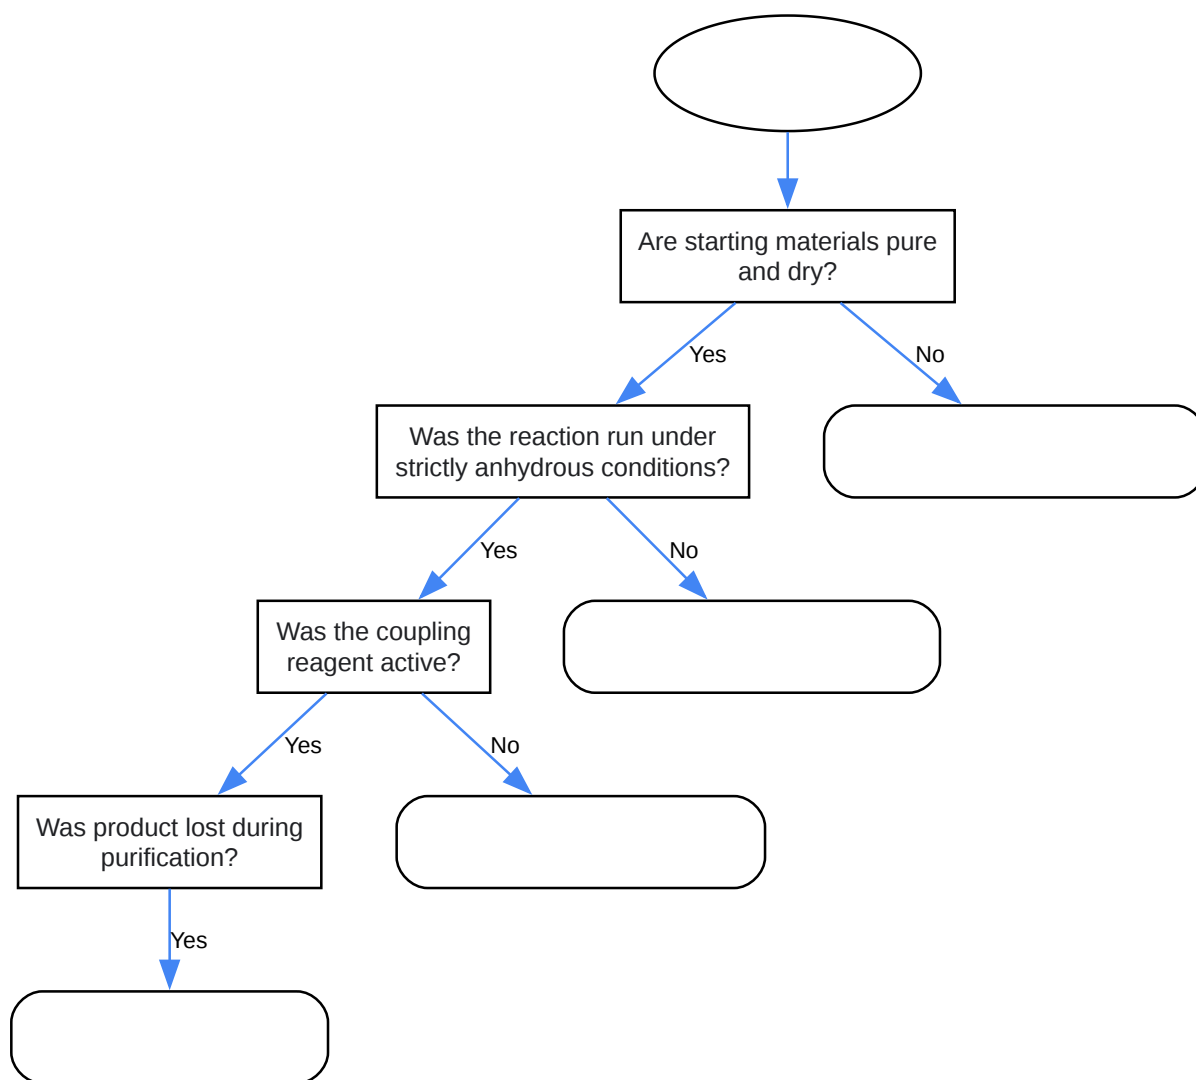 Are starting materials pure
and dry?
Yes
No
Was the reaction run under
strictly anhydrous conditions?
Yes
No
Was the coupling
reagent active?
Yes
No
Was product lost during
purification?
Yes